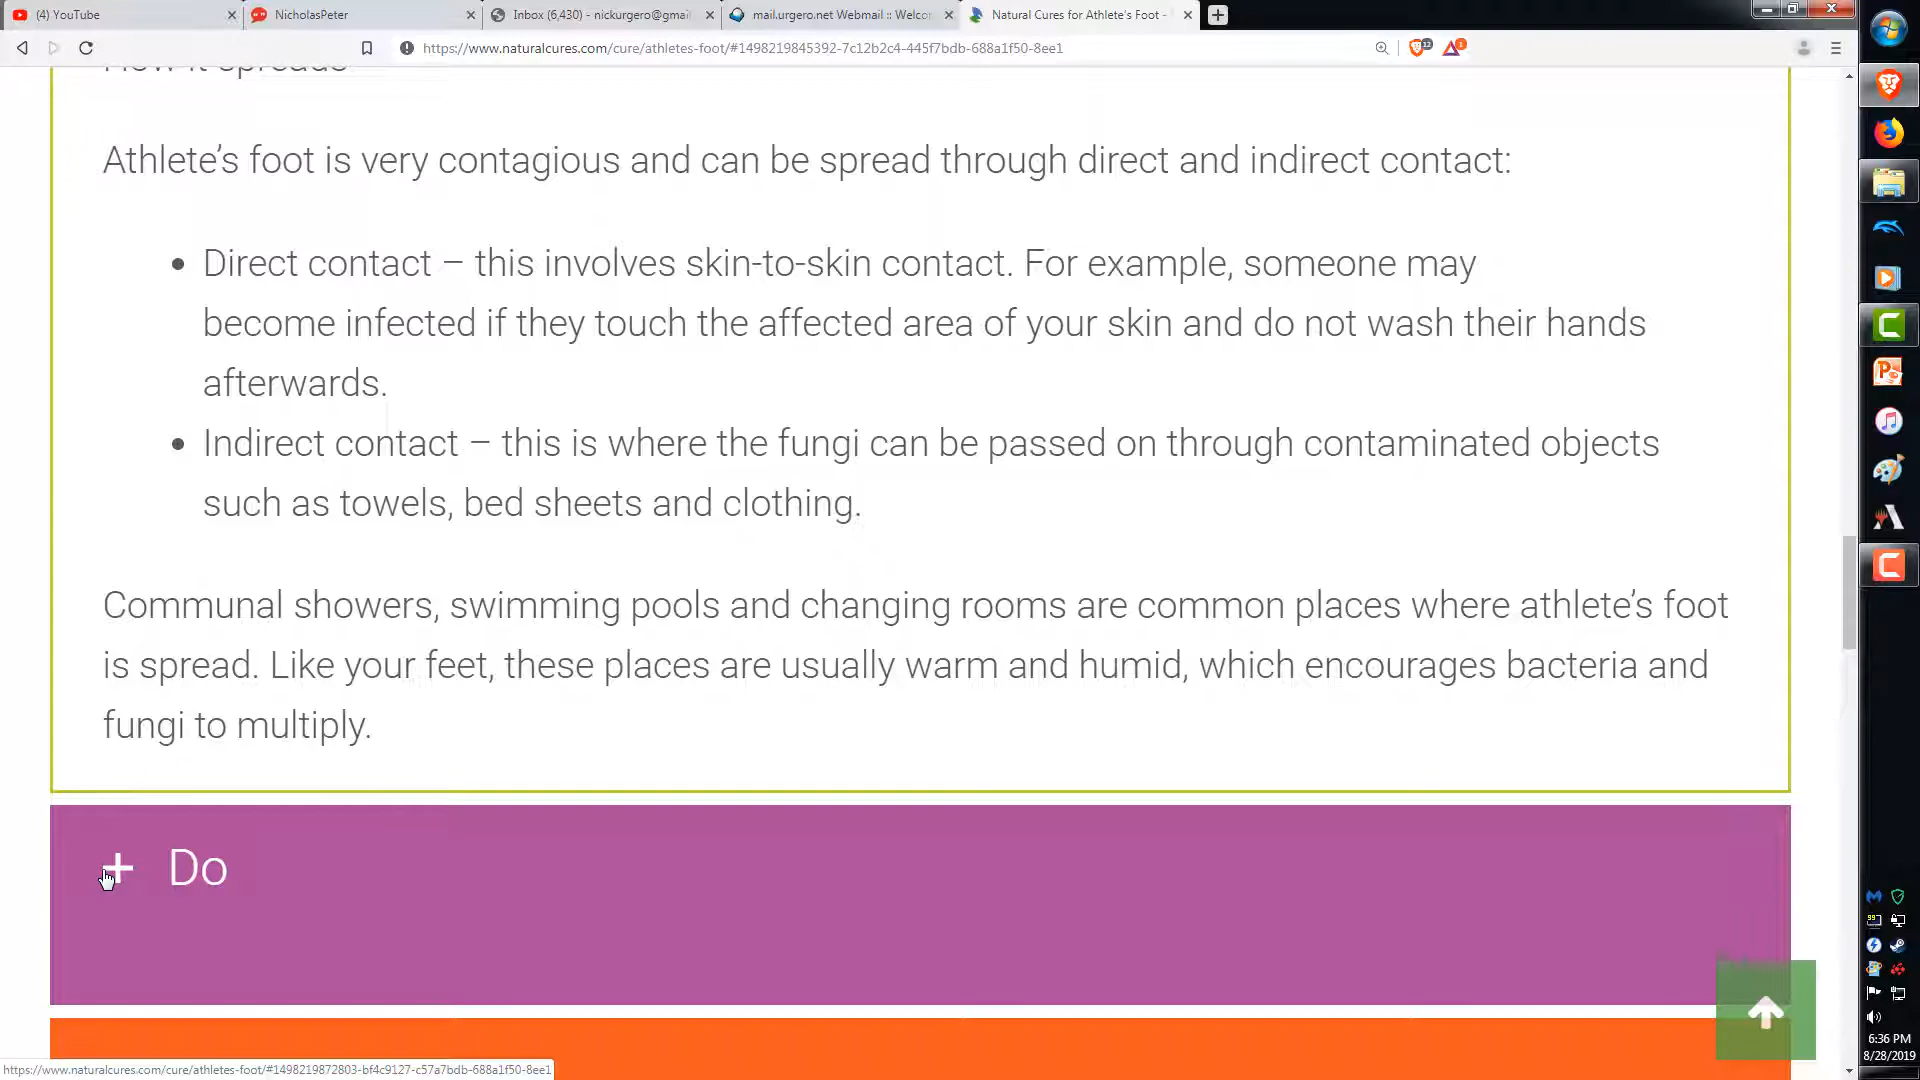 (4) YouTube
NicholasPeter
Inbox (6,430) - nickurgero@gmai
mail.urgero.net Webmail :: Welco
Natural Cures for Athlete's Foot -
https://www.naturalcures.com/cure/athletes-foot/#1498219845392-7c12b2c4-445f7bdb-688a1f50-8ee1
How it spreads
Athlete’s foot is very contagious and can be spread through direct and indirect contact:
Direct contact – this involves skin-to-skin contact. For example, someone may
become infected if they touch the affected area of your skin and do not wash their hands
afterwards.
Indirect contact – this is where the fungi can be passed on through contaminated objects
such as towels, bed sheets and clothing.
Communal showers, swimming pools and changing rooms are common places where athlete’s foot
is spread. Like your feet, these places are usually warm and humid, which encourages bacteria and
fungi to multiply.
+ Do
https://www.naturalcures.com/cure/athletes-foot/#1498219872803-bf4c9127-c57a7bdb-688a1f50-8ee1
6:36 PM
8/28/2019